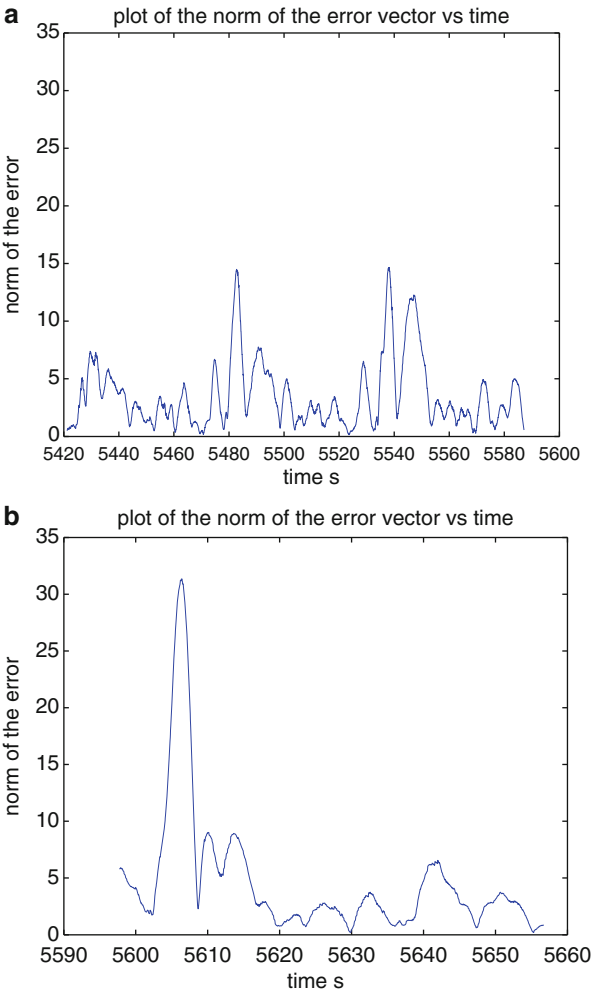 a
plot of the norm of the error vector vs time
35
30
25
20
15
10
5
0
norm of the error
5420 5440 5460 5480 5500 5520 5540 5560 5580 5600
time s
b
plot of the norm of the error vector vs time
35
30
25
20
15
10
5
0
norm of the error
5590 5600 5610 5620 5630 5640 5650 5660
time s